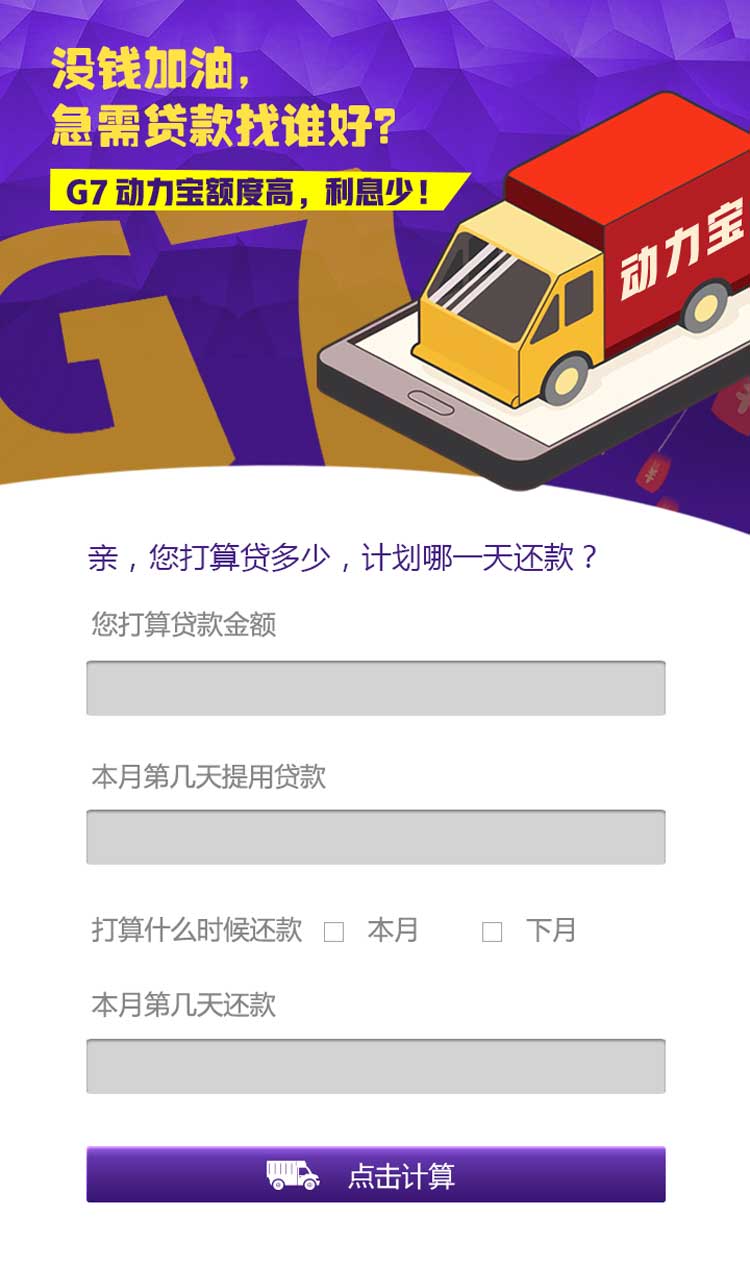 没钱加油，
急需贷款找谁好？
G7 动力宝额度高，利息少！
G7
动力宝
亲，您打算贷多少，计划哪一天还款？
您打算贷款金额
本月第几天提用贷款
打算什么时候还款 本月 下月
本月第几天还款
点击计算